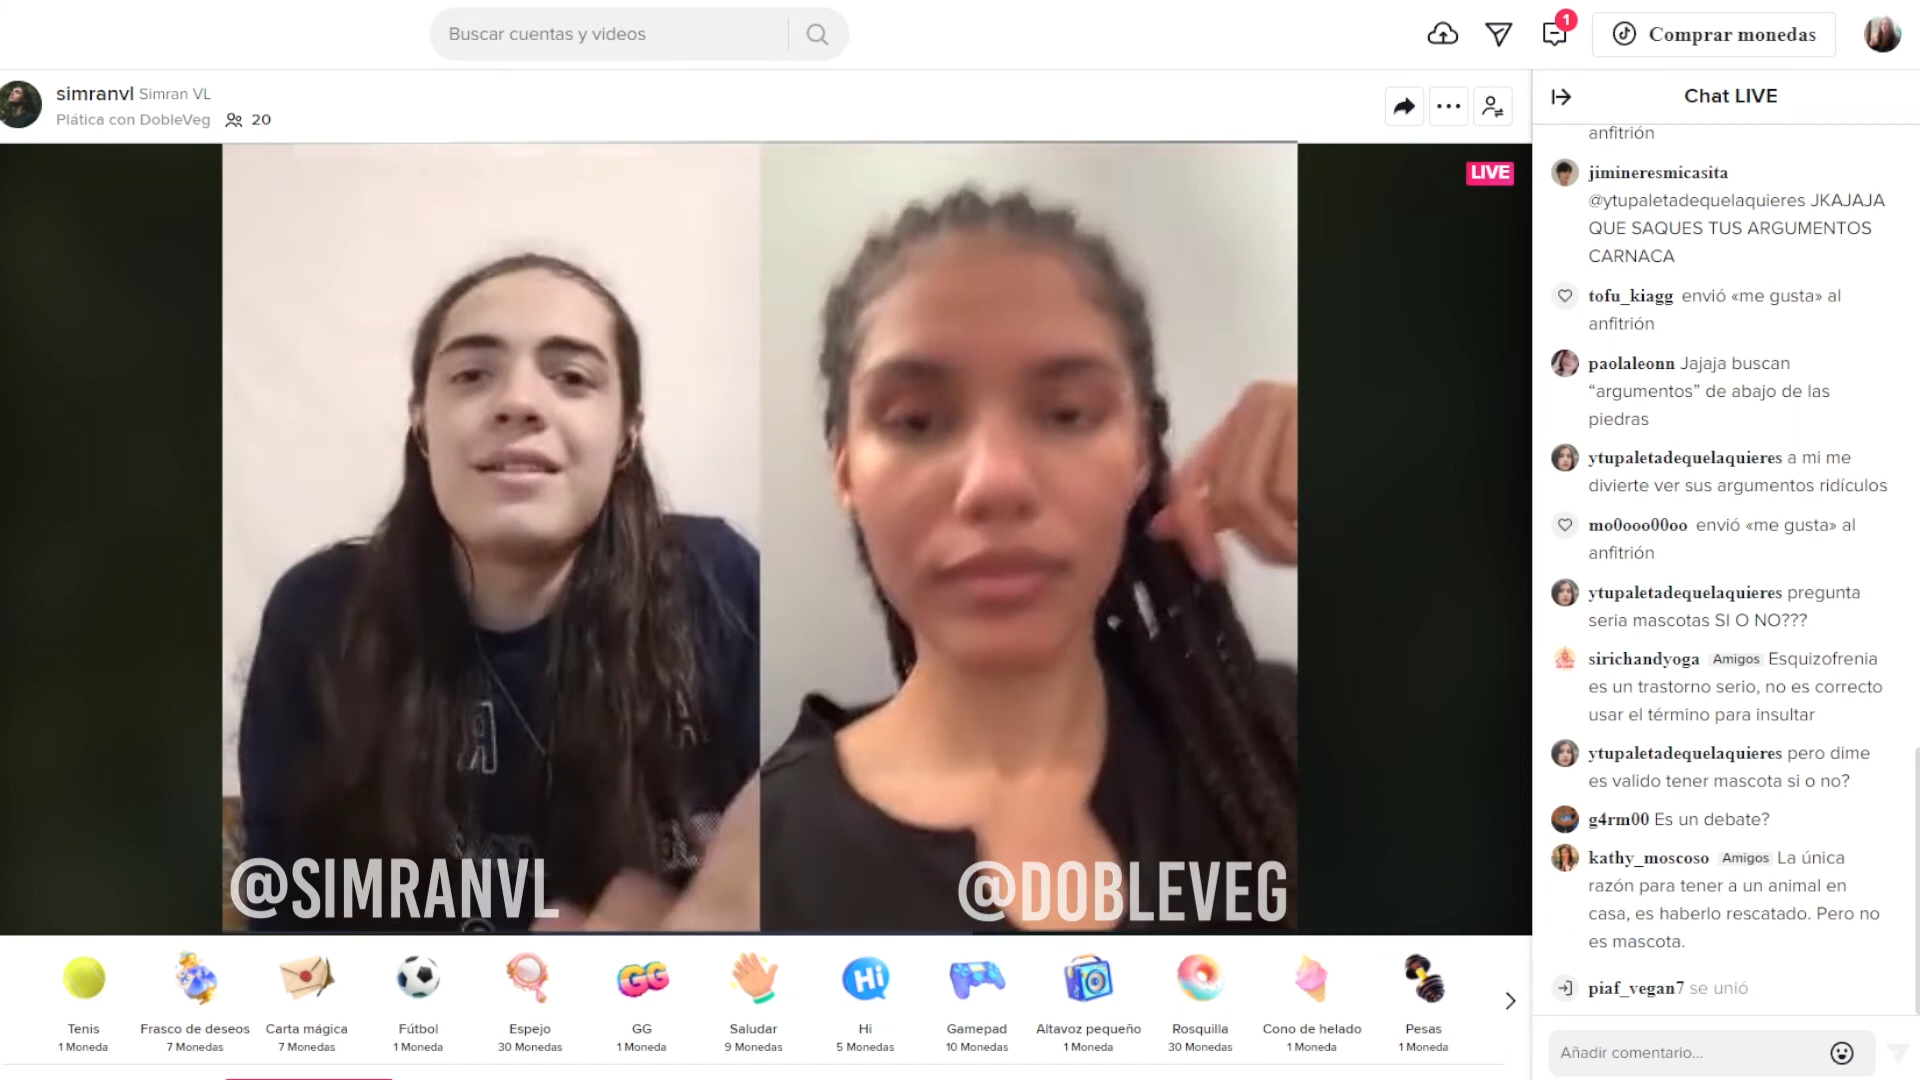 Buscar cuentas y videos
1
Comprar monedas
simranvl Simran VL
Plática con DobleVeg 20
LIVE
@SIMRANVL
@DOBLEVEG
Tenis
1 Moneda
Frasco de deseos
7 Monedas
Carta mágica
7 Monedas
Fútbol
1 Moneda
Espejo
30 Monedas
GG
GG
1 Moneda
Saludar
9 Monedas
Hi
Hi
5 Monedas
Gamepad
10 Monedas
Altavoz pequeño
1 Moneda
Rosquilla
30 Monedas
Cono de helado
1 Moneda
Pesas
1 Moneda
Chat LIVE
anfitrión
jimineresmicasita
@ytupaletadequelaquieres JKAJAJA
QUE SAQUES TUS ARGUMENTOS
CARNACA
tofu_kiagg envió «me gusta» al
anfitrión
paolaleonn Jajaja buscan
“argumentos” de abajo de las
piedras
ytupaletadequelaquieres a mi me
divierte ver sus argumentos ridículos
mo0ooo00oo envió «me gusta» al
anfitrión
ytupaletadequelaquieres pregunta
seria mascotas SI O NO???
sirichandyoga Amigos Esquizofrenia
es un trastorno serio, no es correcto
usar el término para insultar
ytupaletadequelaquieres pero dime
es valido tener mascota si o no?
g4rm00 Es un debate?
kathy_moscoso Amigos La única
razón para tener a un animal en
casa, es haberlo rescatado. Pero no
es mascota.
piaf_vegan7 se unió
Añadir comentario...